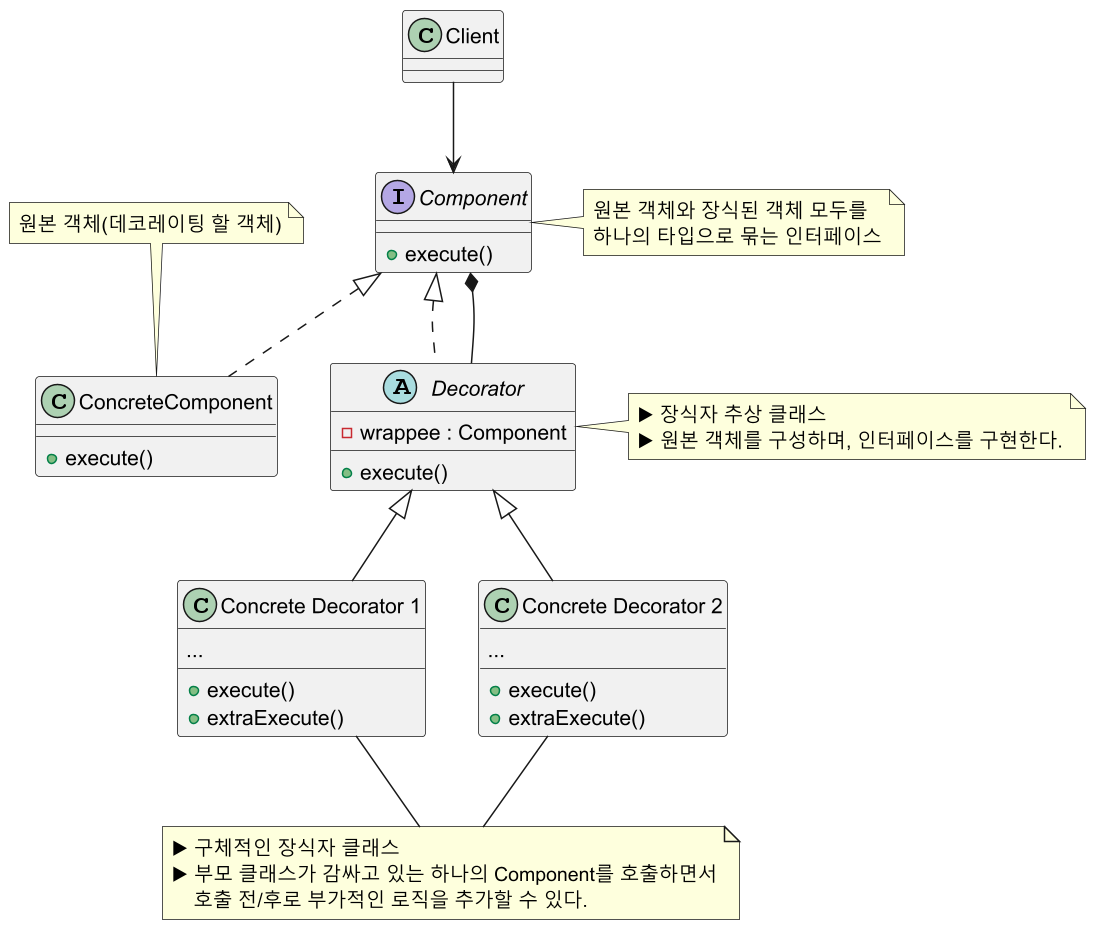 C Client
I Component
+ execute()
원본 객체(데코레이팅 할 객체)
원본 객체와 장식된 객체 모두를
하나의 타입으로 묶는 인터페이스
C ConcreteComponent
execute()
A Decorator
wrappee : Component
execute()
▶ 장식자 추상 클래스
▶ 원본 객체를 구성하며, 인터페이스를 구현한다.
C Concrete Decorator 1
...
execute()
extraExecute()
C Concrete Decorator 2
...
execute()
extraExecute()
▶ 구체적인 장식자 클래스
▶ 부모 클래스가 감싸고 있는 하나의 Component를 호출하면서
호출 전/후로 부가적인 로직을 추가할 수 있다.